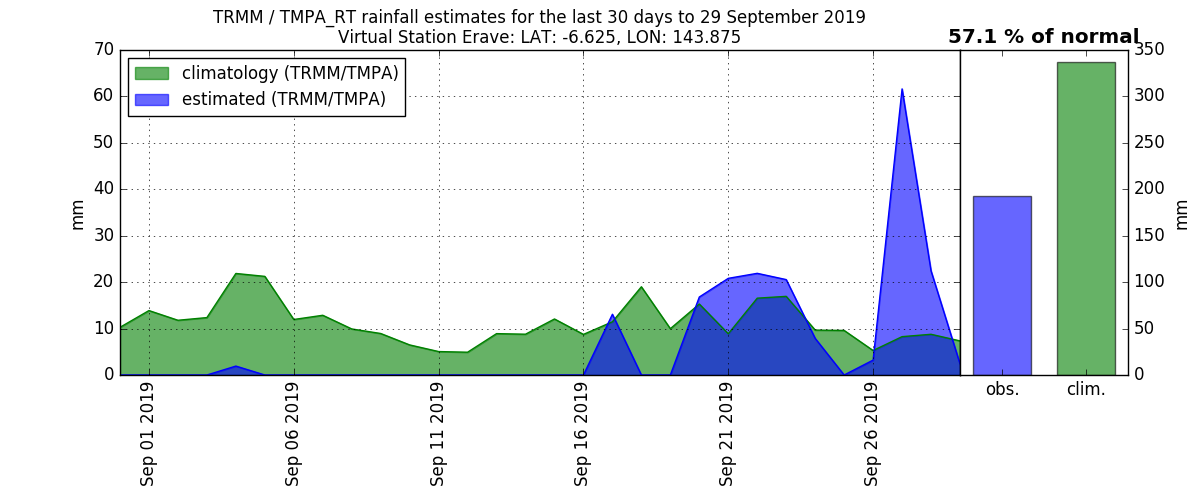 TRMM / TMPA_RT rainfall estimates for the last 30 days to 29 September 2019
Virtual Station Erave: LAT: -6.625, LON: 143.875
57.1 % of normal
climatology (TRMM/TMPA)
estimated (TRMM/TMPA)
mm
70
60
50
40
30
20
10
0
Sep 01 2019
Sep 06 2019
Sep 11 2019
Sep 16 2019
Sep 21 2019
Sep 26 2019
obs.
clim.
350
300
250
200
150
100
50
0
mm